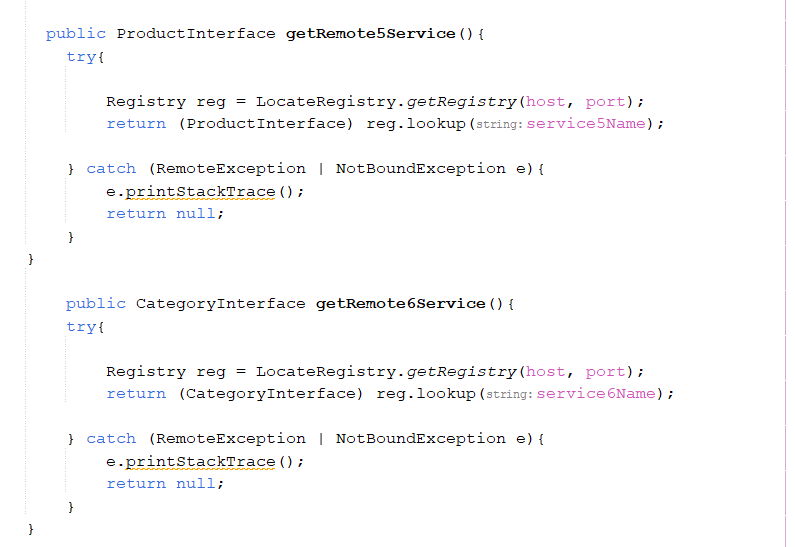 public ProductInterface getRemote5Service(){
try{
Registry reg = LocateRegistry.getRegistry(host, port);
return (ProductInterface) reg.lookup(string: service5Name);
} catch (RemoteException | NotBoundException e){
e.printStackTrace();
return null;
}
}
public CategoryInterface getRemote6Service(){
try{
Registry reg = LocateRegistry.getRegistry(host, port);
return (CategoryInterface) reg.lookup(string: service6Name);
} catch (RemoteException | NotBoundException e){
e.printStackTrace();
return null;
}
}